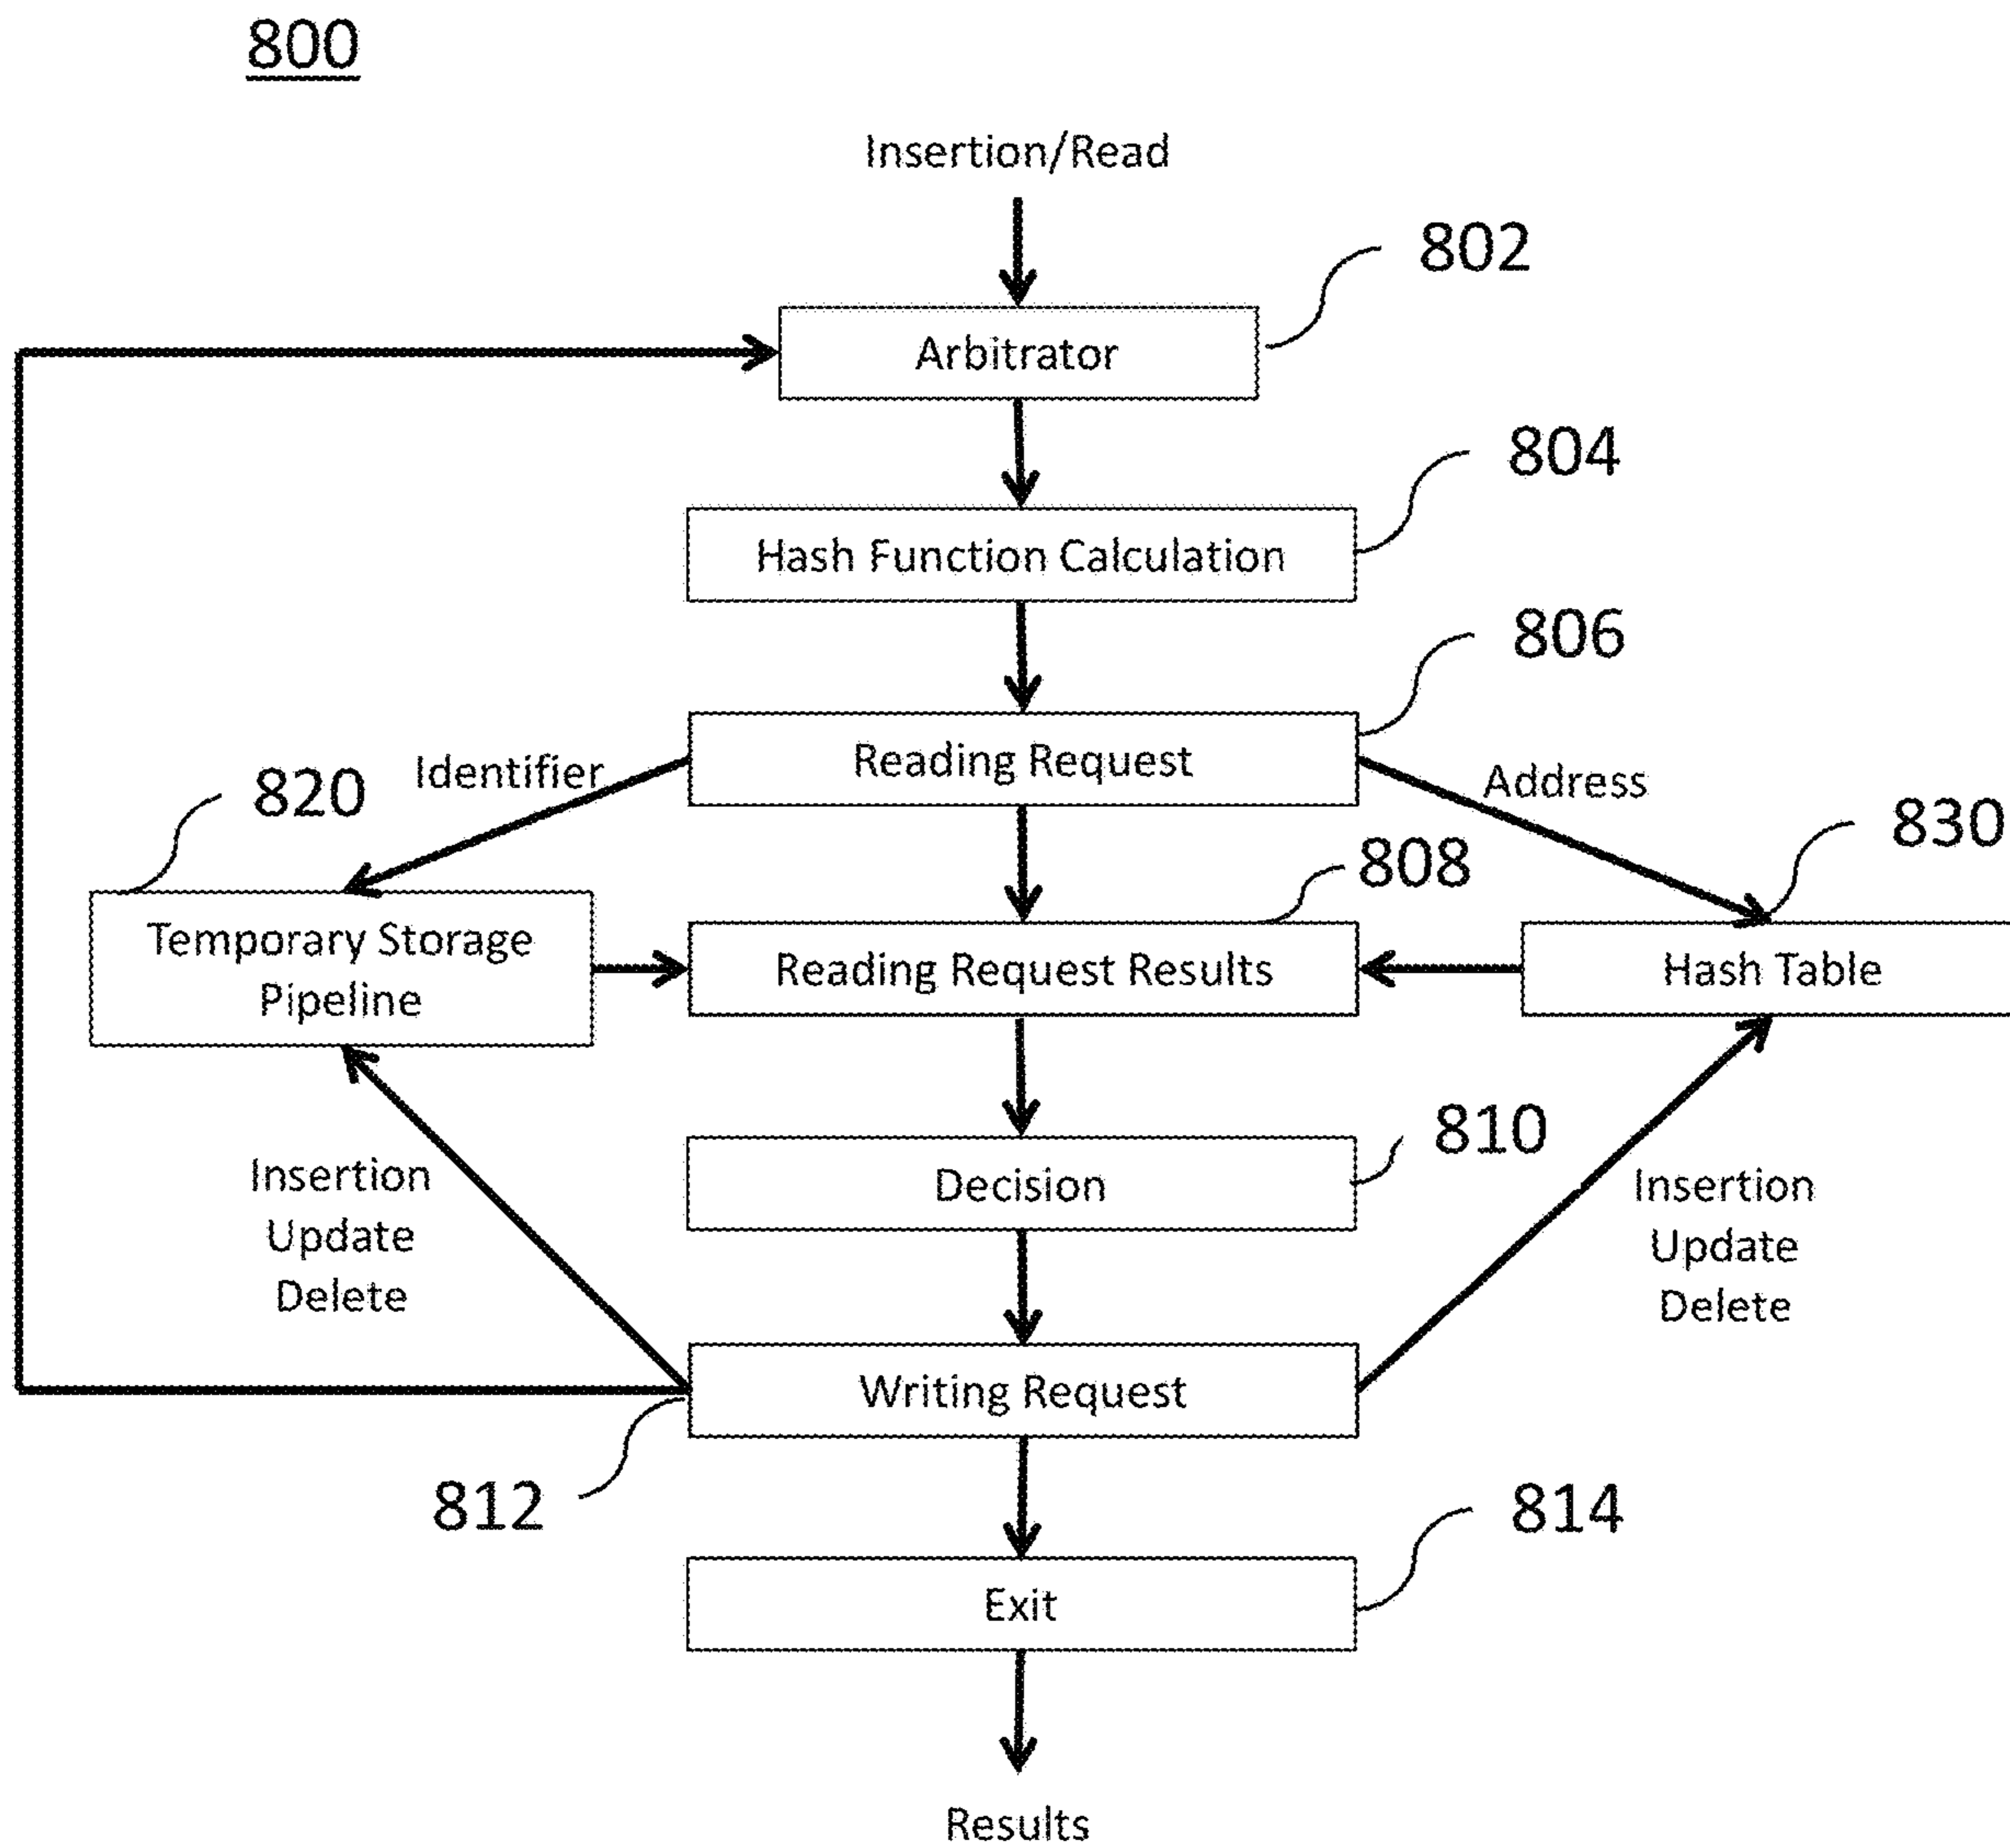 800
Insertion/Read
802
Arbitrator
804
Hash Function Calculation
806
Reading Request
Identifier
Address
820
830
808
Temporary Storage
Pipeline
Reading Request Results
Hash Table
810
Decision
Insertion
Update
Delete
Insertion
Update
Delete
Writing Request
812
814
Exit
Results